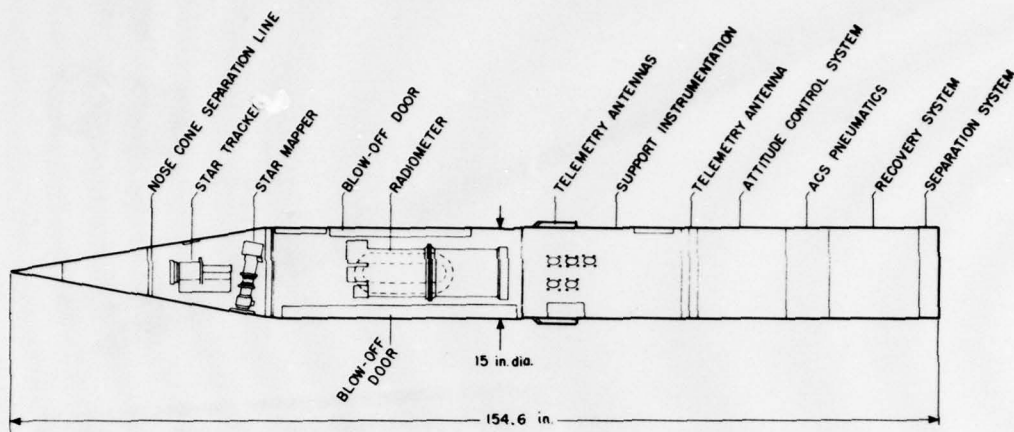 NOSE CONE SEPARATION LINE
STAR TRACKER
STAR MAPPER
BLOW-OFF DOOR
RADIOMETER
TELEMETRY ANTENNAS
SUPPORT INSTRUMENTATION
TELEMETRY ANTENNA
ATTITUDE CONTROL SYSTEM
ACS PNEUMATICS
RECOVERY SYSTEM
SEPARATION SYSTEM
15 in. dia.
BLOW-OFF
DOOR
154.6 in.